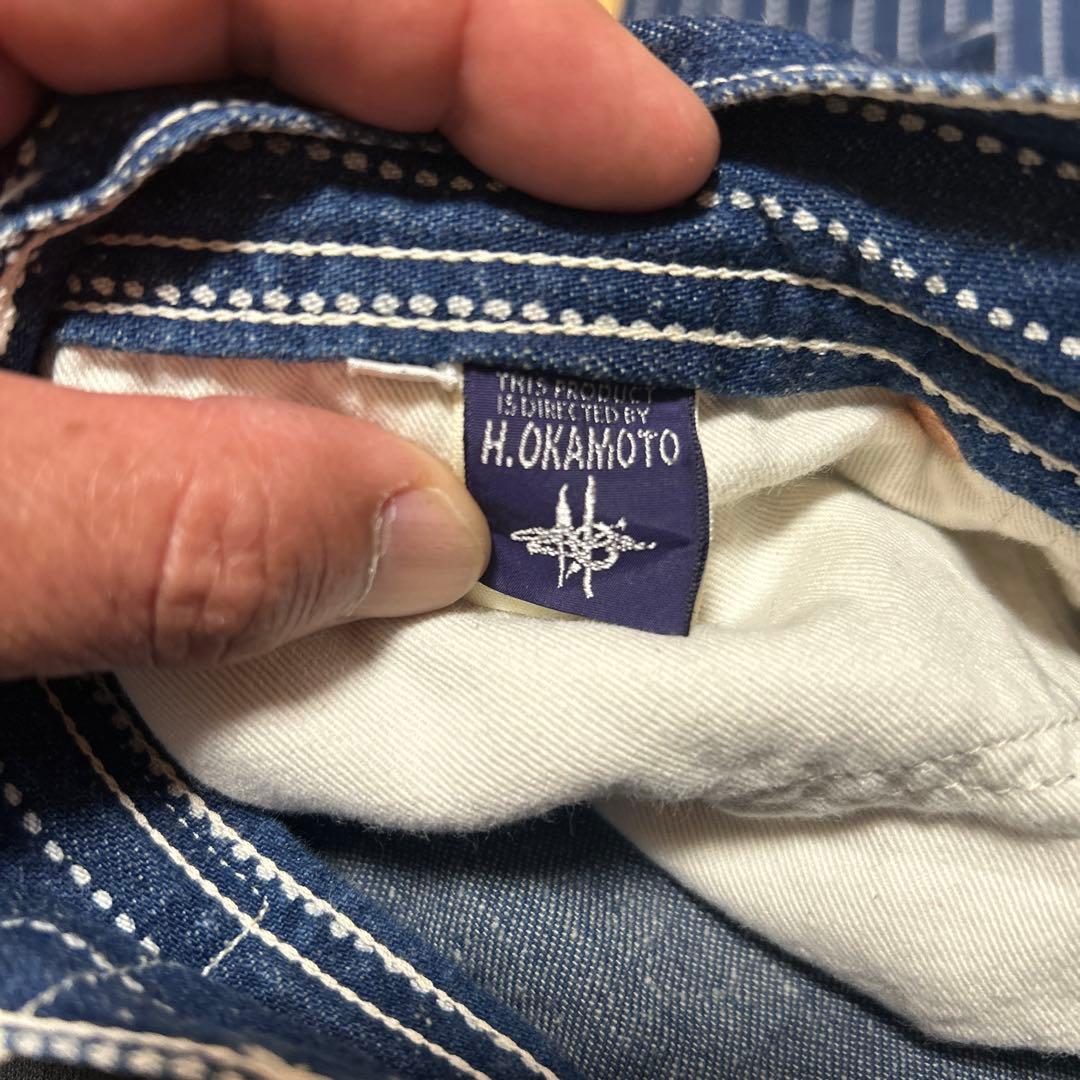 THIS PRODUCT
IS DIRECTED BY
H.OKAMOTO